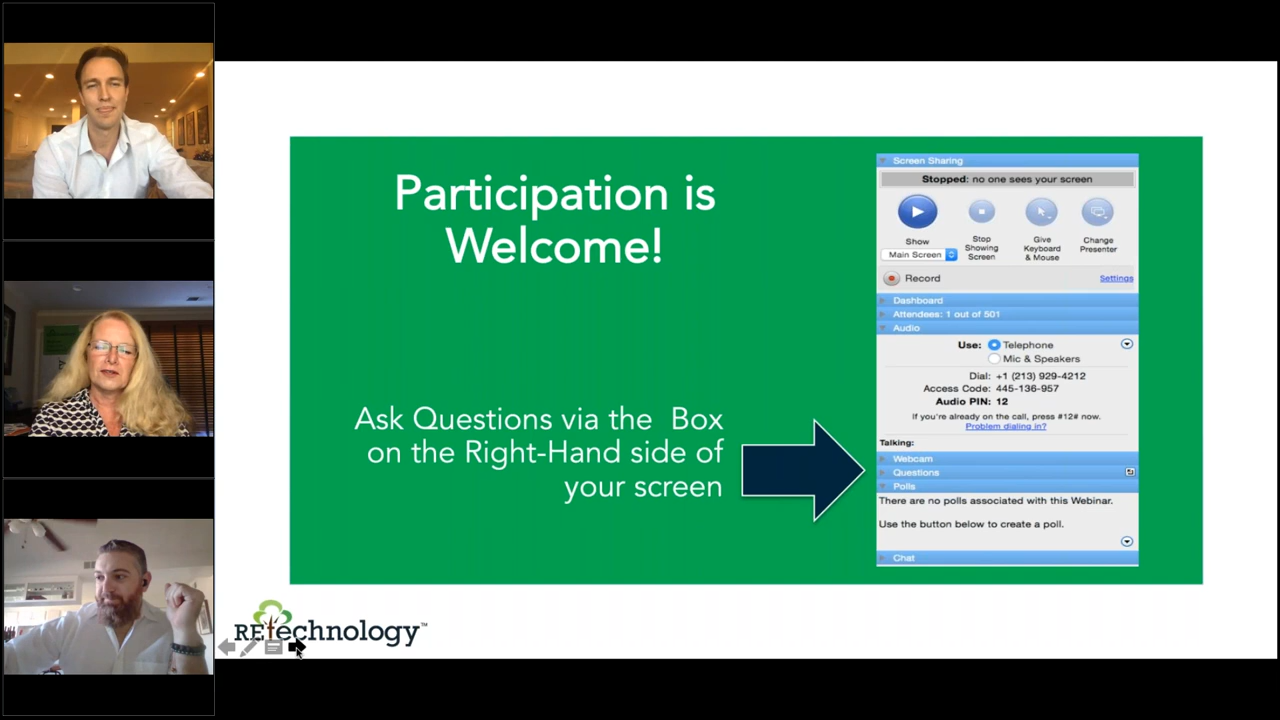 Participation is
Welcome!
Ask Questions via the Box
on the Right-Hand side of
your screen
Screen Sharing
Stopped: no one sees your screen
Show
Main Screen
Stop
Showing
Screen
Give
Keyboard
& Mouse
Change
Presenter
Record
Settings
Dashboard
Attendees: 1 out of 501
Audio
Use: Telephone
Mic & Speakers
Dial: +1 (213) 929-4212
Access Code: 445-136-957
Audio PIN: 12
If you're already on the call, press #12# now.
Problem dialing in?
Talking:
Webcam
Questions
Polls
There are no polls associated with this Webinar.
Use the button below to create a poll.
Chat
REtechnology™